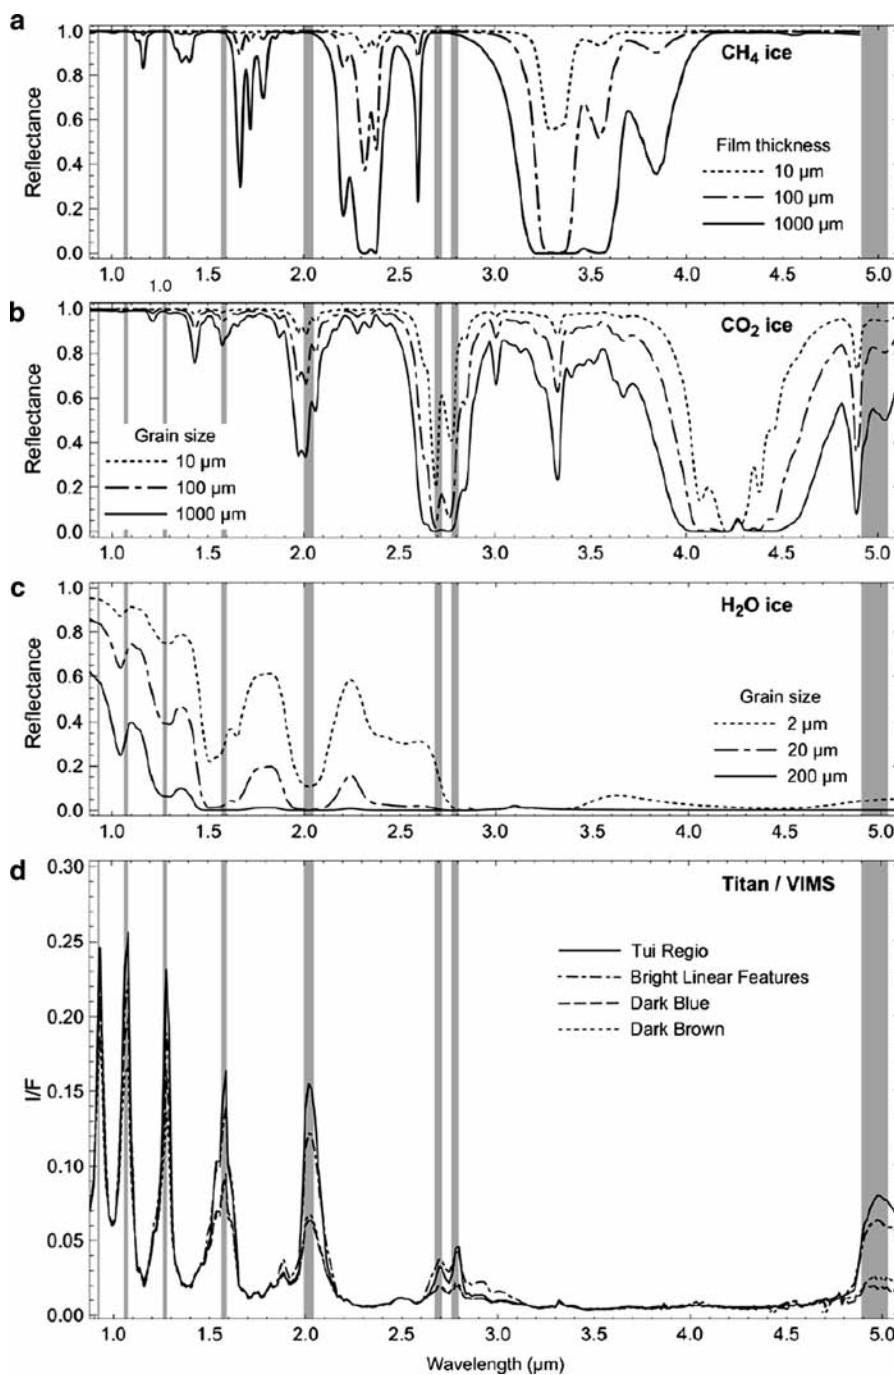 a
CH4 ice
Reflectance
1.0
0.8
0.6
0.4
0.2
0.0
Film thickness
10 µm
100 µm
1000 µm
1.0 1.5 2.0 2.5 3.0 3.5 4.0 4.5 5.0
1.0
b
CO2 ice
Reflectance
1.0
0.8
0.6
0.4
0.2
0.0
Grain size
10 µm
100 µm
1000 µm
1.0 1.5 2.0 2.5 3.0 3.5 4.0 4.5 5.0
c
H2O ice
Reflectance
1.0
0.8
0.6
0.4
0.2
0.0
Grain size
2 µm
20 µm
200 µm
1.0 1.5 2.0 2.5 3.0 3.5 4.0 4.5 5.0
d
Titan / VIMS
I/F
0.30
0.25
0.20
0.15
0.10
0.05
0.00
Tui Regio
Bright Linear Features
Dark Blue
Dark Brown
1.0 1.5 2.0 2.5 3.0 3.5 4.0 4.5 5.0
Wavelength (µm)